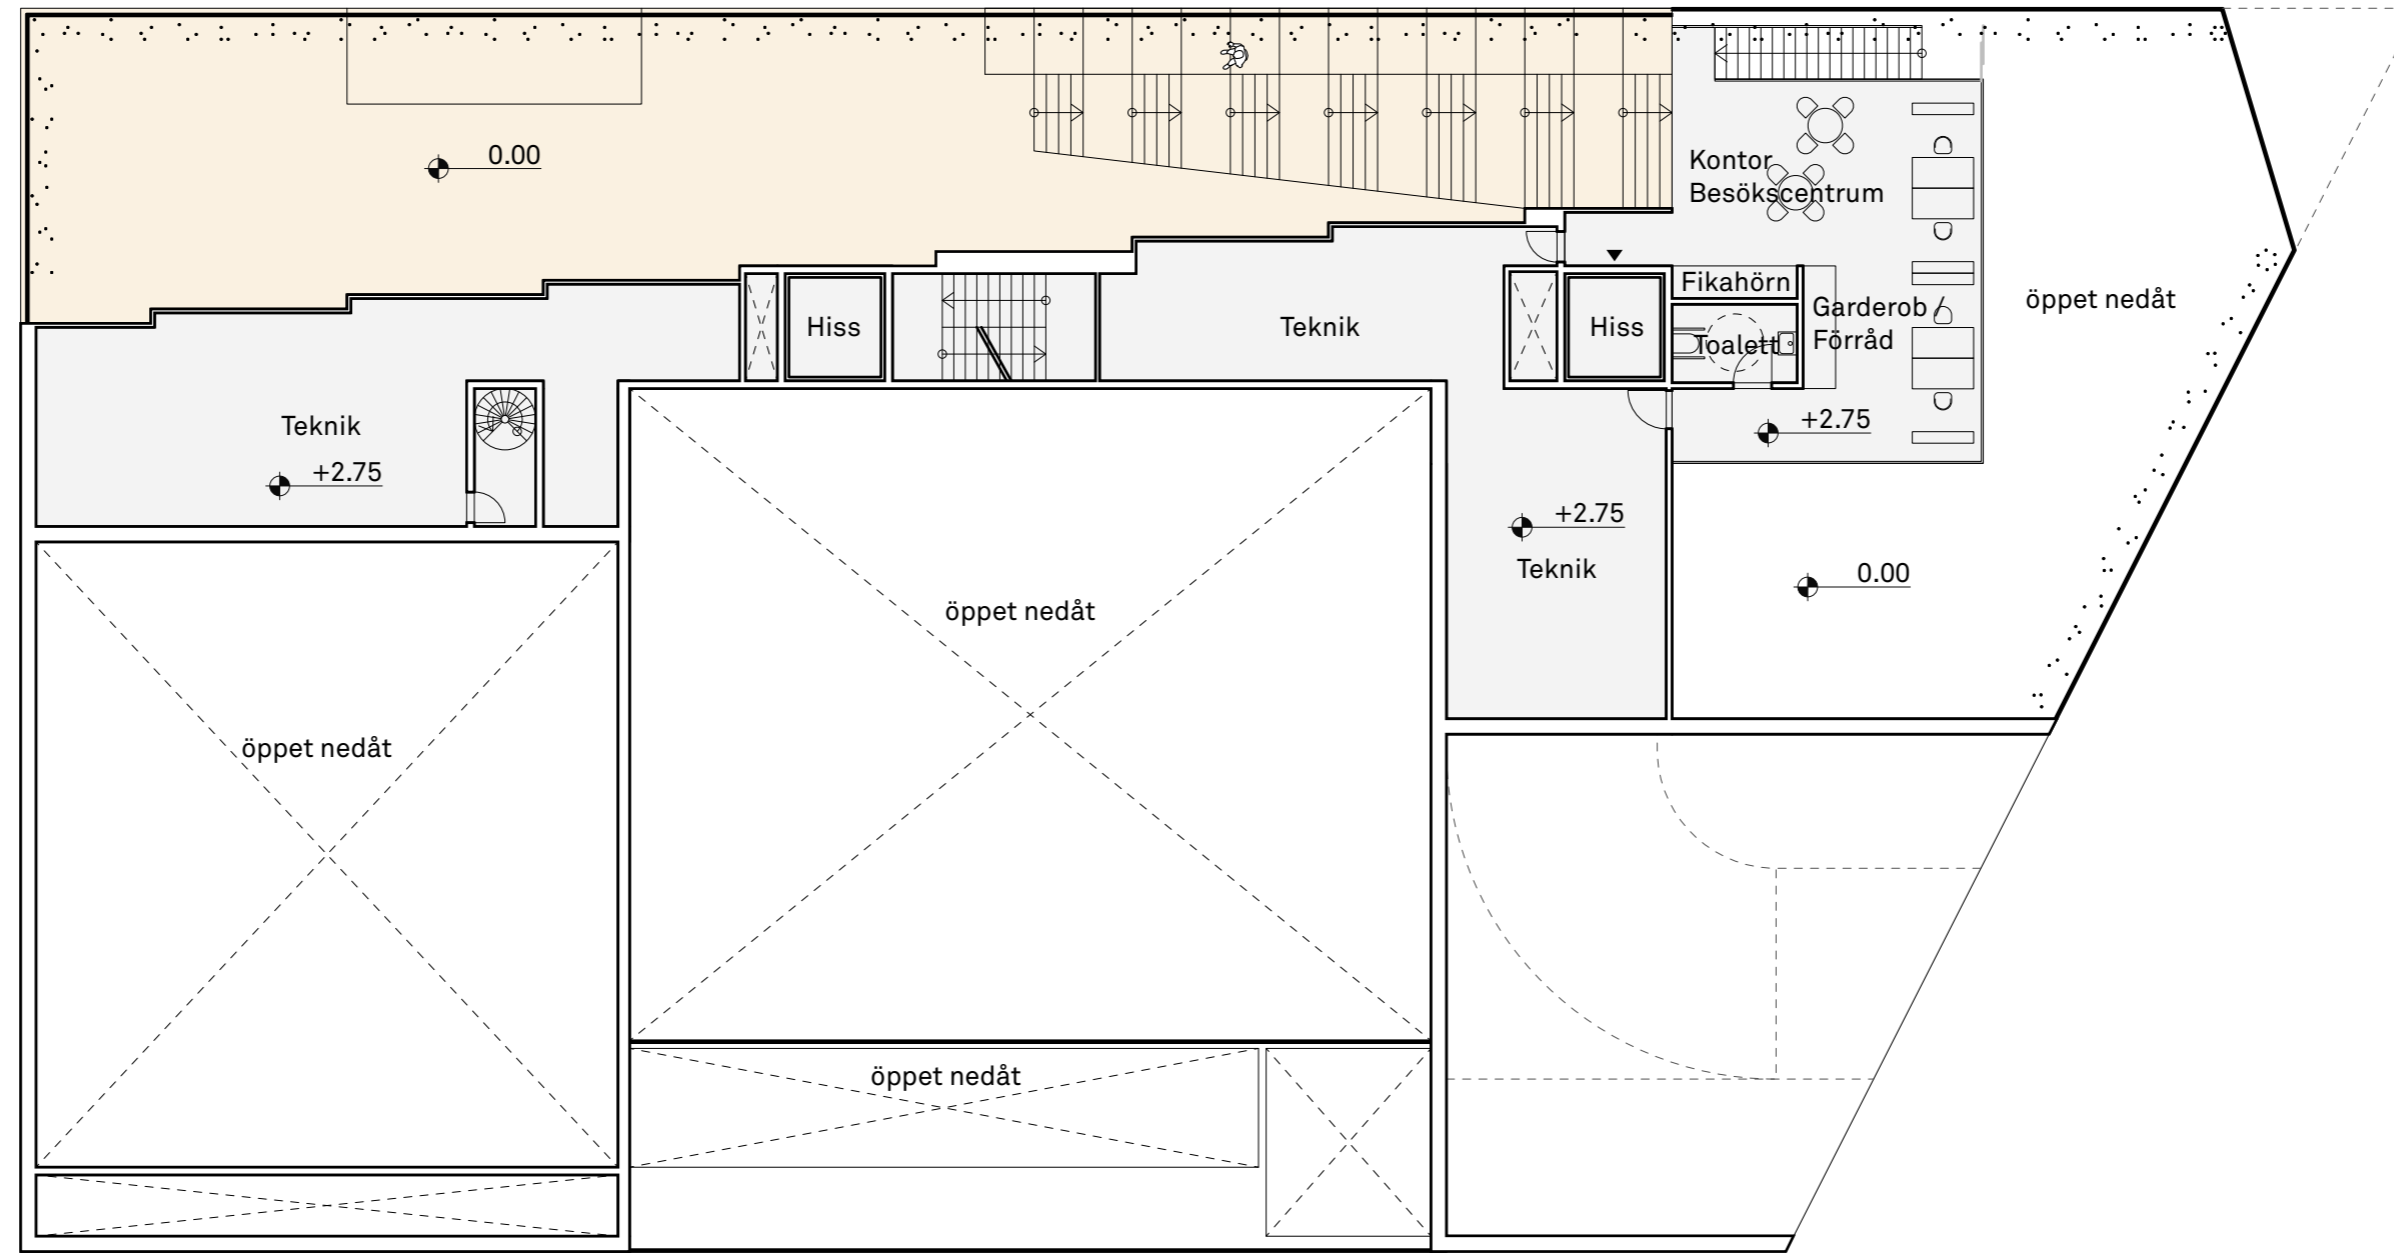 0.00
Kontor
Besökscentrum
Fikahörn
Garderob /
Förråd
öppet nedåt
Hiss
Teknik
Hiss
Toalett
Teknik
+2.75
+2.75
+2.75
Teknik
0.00
öppet nedåt
öppet nedåt
öppet nedåt